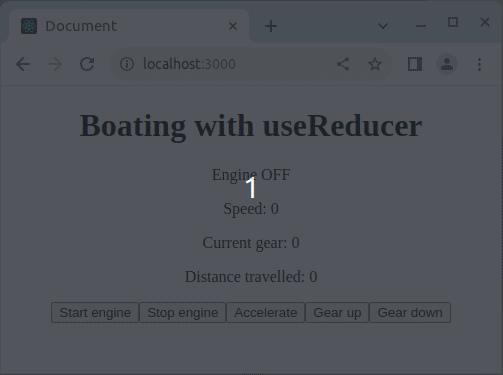 Document
localhost:3000
Boating with useReducer
Engine OFF
1
Speed: 0
Current gear: 0
Distance travelled: 0
Start engine Stop engine Accelerate Gear up Gear down